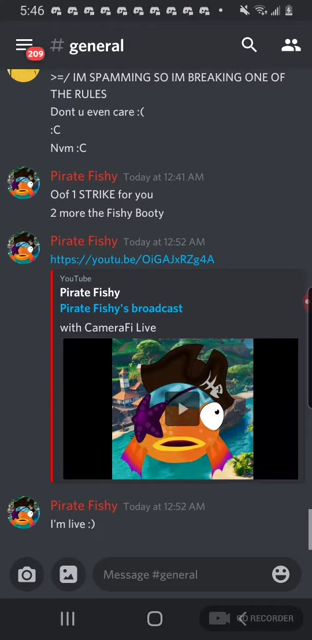 5:46
209
# general
>=/ IM SPAMMING SO IM BREAKING ONE OF
THE RULES
Dont u even care :(
:C
Nvm :C
Pirate Fishy Today at 12:41 AM
Oof 1 STRIKE for you
2 more the Fishy Booty
Pirate Fishy Today at 12:52 AM
https://youtu.be/OiGAJxRZg4A
YouTube
Pirate Fishy
Pirate Fishy's broadcast
with CameraFi Live
Pirate Fishy Today at 12:52 AM
I'm live :)
Message #general
RECORDER